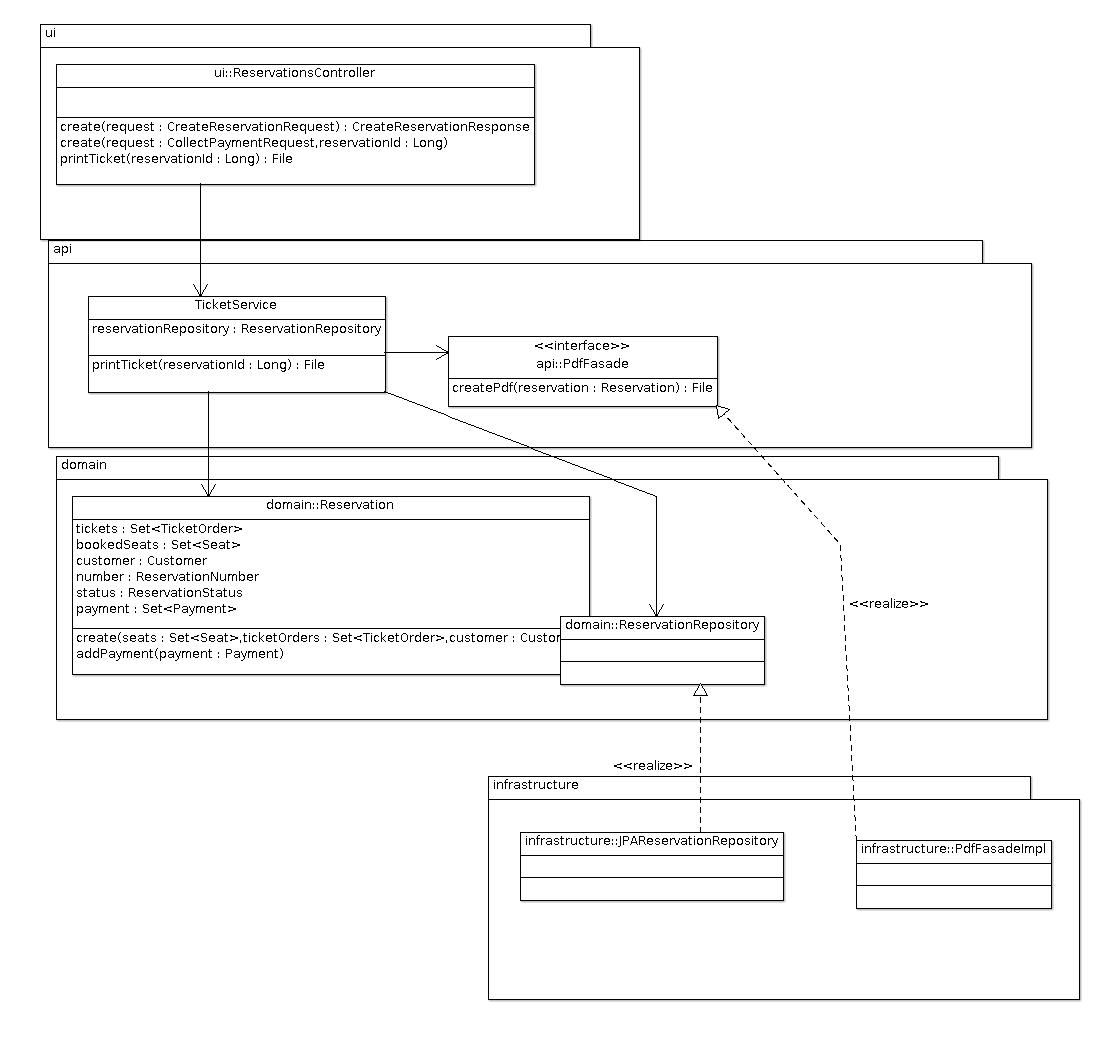 ui
ui::ReservationsController
create(request : CreateReservationRequest) : CreateReservationResponse
create(request : CollectPaymentRequest,reservationId : Long)
printTicket(reservationId : Long) : File
api
TicketService
reservationRepository : ReservationRepository
printTicket(reservationId : Long) : File
<<interface>>
api::PdfFasade
createPdf(reservation : Reservation) : File
domain
domain::Reservation
tickets : Set<TicketOrder>
bookedSeats : Set<Seat>
customer : Customer
number : ReservationNumber
status : ReservationStatus
payment : Set<Payment>
create(seats : Set<Seat>,ticketOrders : Set<TicketOrder>,customer : Custor
addPayment(payment : Payment)
domain::ReservationRepository
<<realize>>
<<realize>>
infrastructure
infrastructure::JPAReservationRepository
infrastructure::PdfFasadeImpl